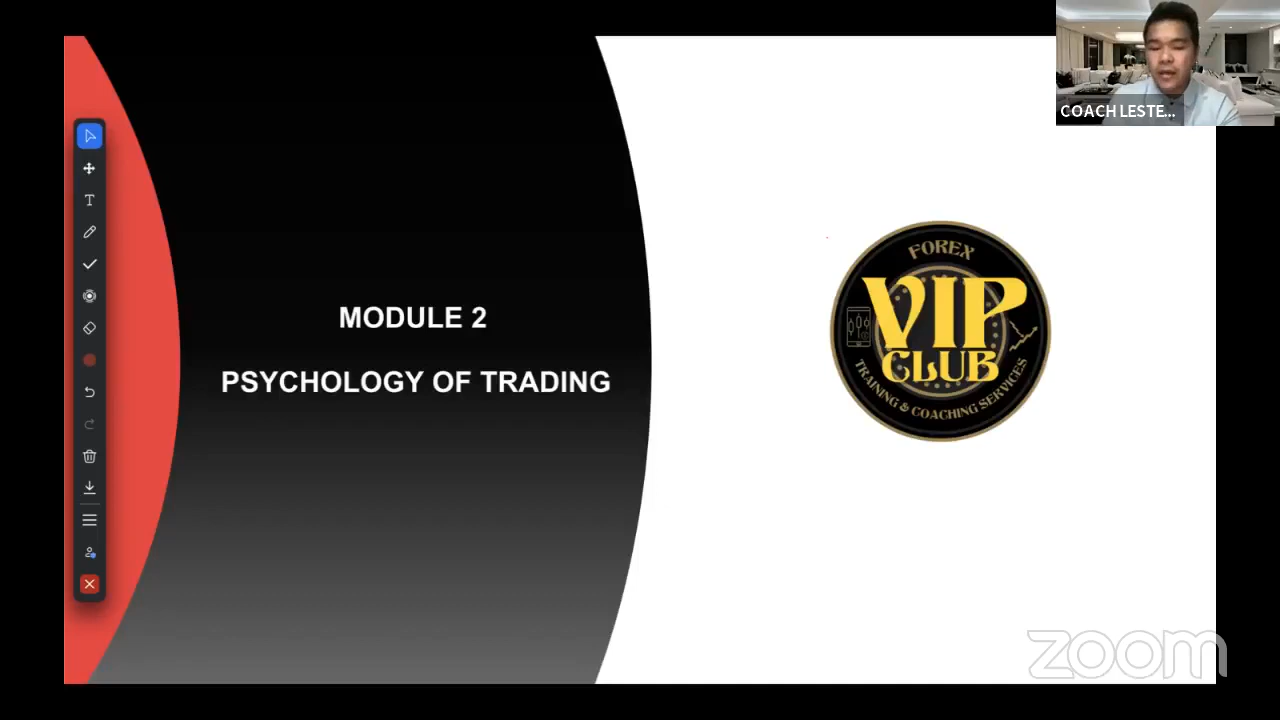 COACH LESTE...
MODULE 2
PSYCHOLOGY OF TRADING
FOREX
VIP
CLUB
TRAINING & COACHING SERVICES
zoom